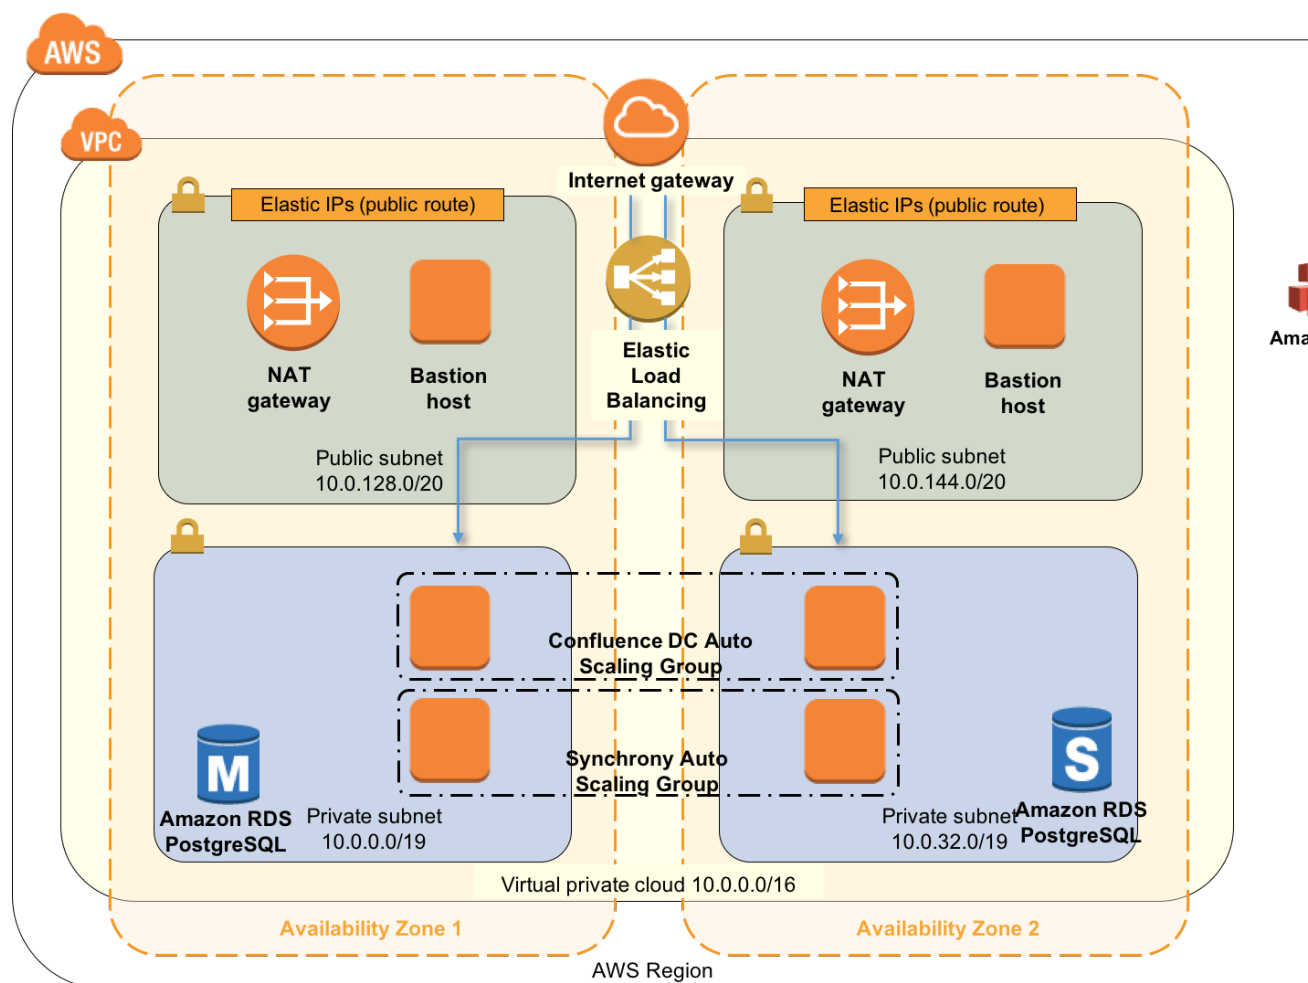 AWS
VPC
Internet gateway
Elastic IPs (public route)
Elastic IPs (public route)
NAT
gateway
Bastion
host
Elastic
Load
Balancing
NAT
gateway
Bastion
host
Public subnet
10.0.128.0/20
Public subnet
10.0.144.0/20
Confluence DC Auto
Scaling Group
Synchrony Auto
Scaling Group
M
Amazon RDS
PostgreSQL
Private subnet
10.0.0.0/19
S
Amazon RDS
PostgreSQL
Private subnet
10.0.32.0/19
Virtual private cloud 10.0.0.0/16
Availability Zone 1
Availability Zone 2
AWS Region